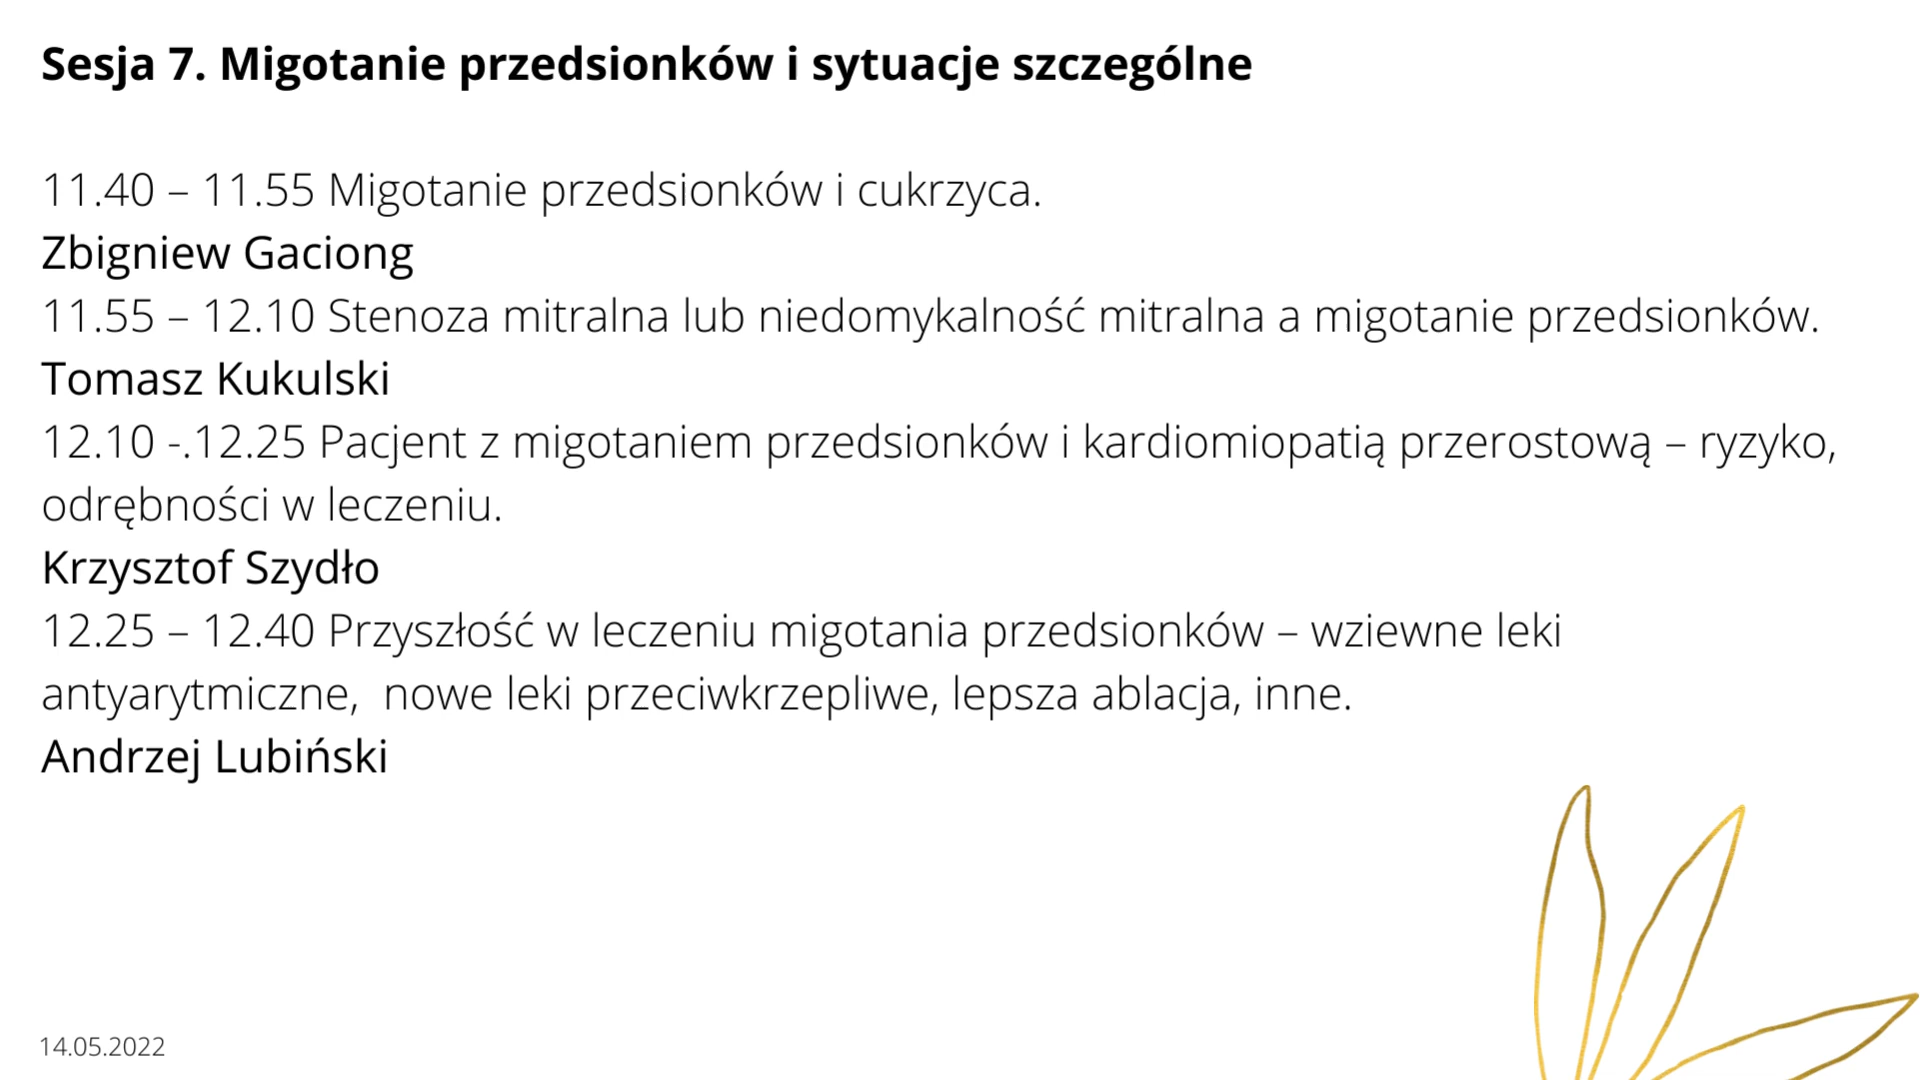 Sesja 7. Migotanie przedsionków i sytuacje szczególne
11.40 – 11.55 Migotanie przedsionków i cukrzyca.
Zbigniew Gaciong
11.55 – 12.10 Stenoza mitralna lub niedomykalność mitralna a migotanie przedsionków.
Tomasz Kukulski
12.10 -.12.25 Pacjent z migotaniem przedsionków i kardiomiopatią przerostową – ryzyko,
odrębności w leczeniu.
Krzysztof Szydło
12.25 – 12.40 Przyszłość w leczeniu migotania przedsionków – wziewne leki
antyarytmiczne,  nowe leki przeciwkrzepliwe, lepsza ablacja, inne.
Andrzej Lubiński
14.05.2022